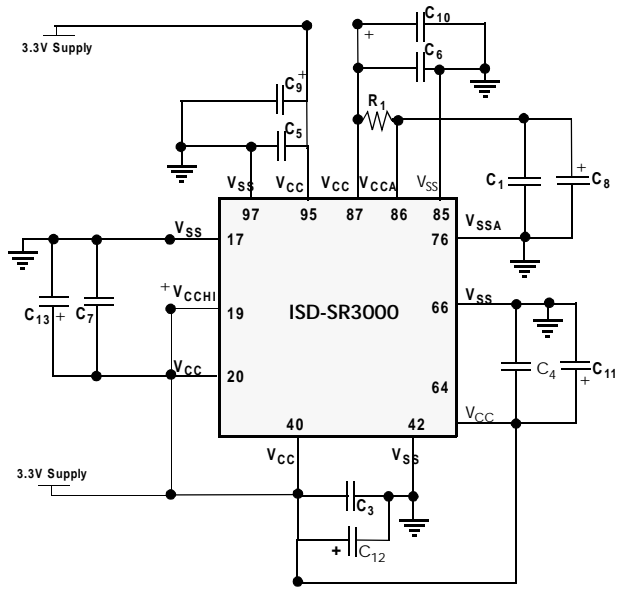 C10
+
3.3V Supply
C6
C9
+
R1
C5
VSS
VCC
VCC
VCCA
VSS
C1
+
C8
97
95
87
86
85
VSSA
VSS
17
76
+
VCCHI
ISD-SR3000
66
VSS
C13
+
C7
19
VCC
20
64
C4
C11
+
VCC
40
42
VCC
VSS
3.3V Supply
C3
+
C12